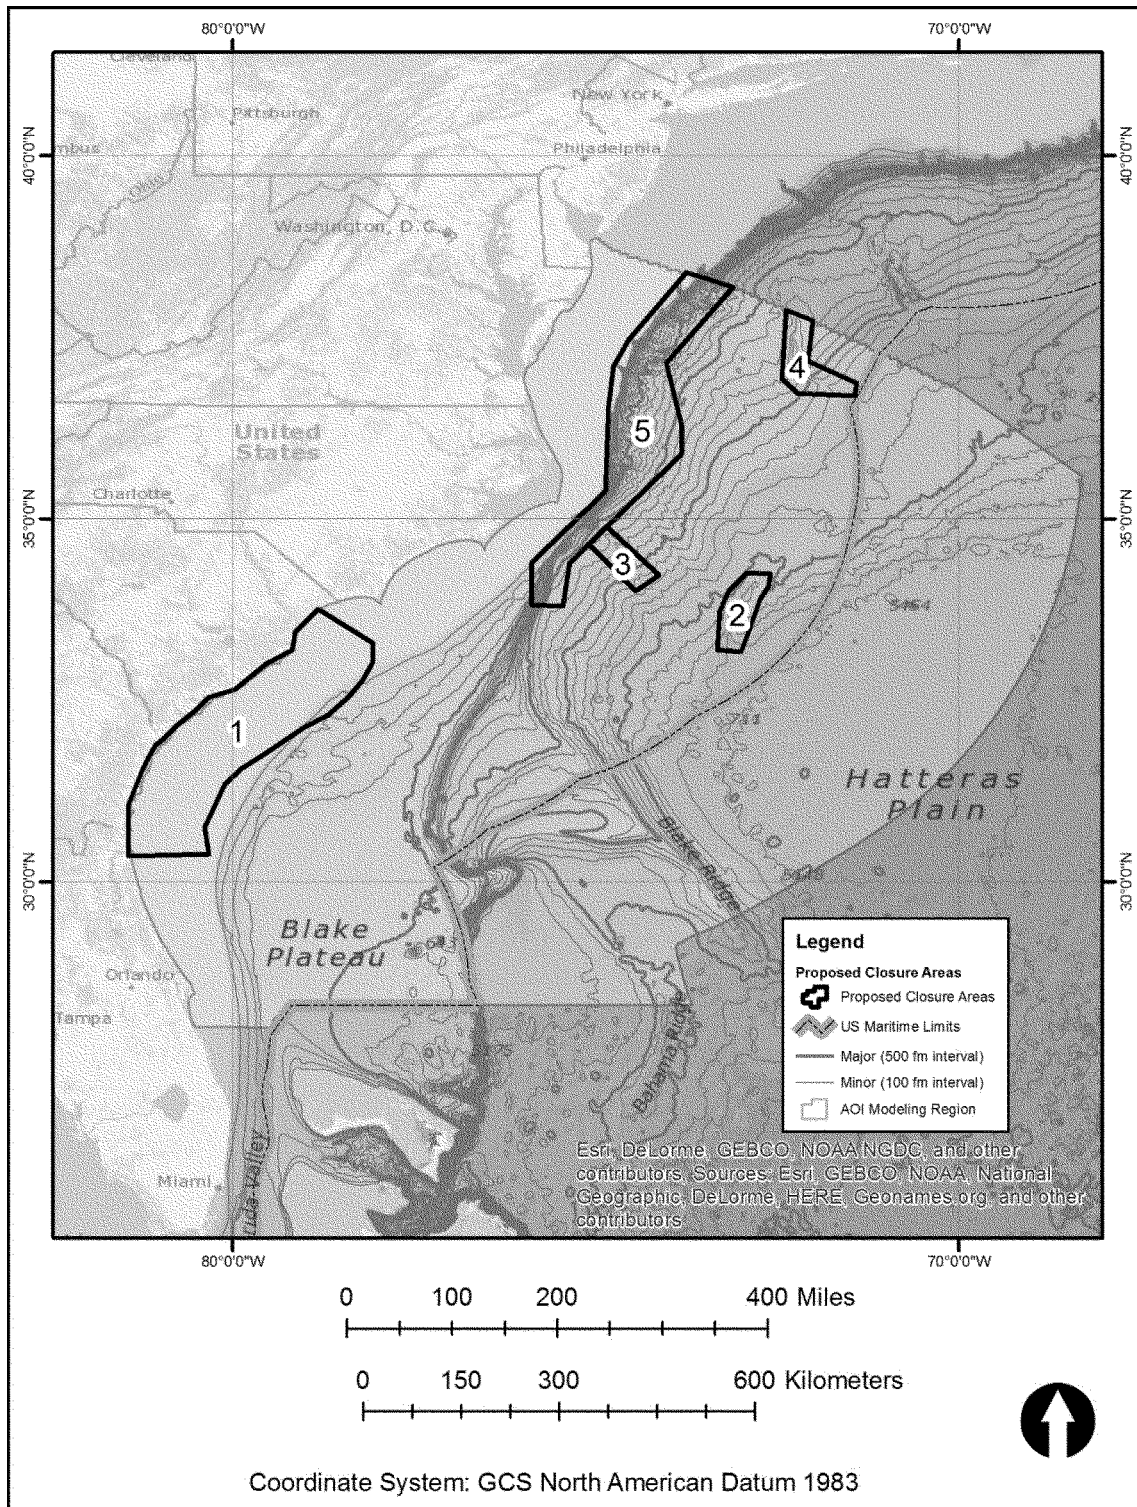 80°0'0"W
70°0'0"W
Cleveland
New York
Pittsburgh
40°0'0"N
40°0'0"N
mbus
Philadelphia
Ohio
Washington, D.C.
4
5
United
States
Charlotte
35°0'0"N
35°0'0"N
3
2
5464
1
Hatteras
Plain
Blake Ridge
30°0'0"N
30°0'0"N
Blake
Plateau
Orlando
Tampa
Bahama Ridge
Legend
Proposed Closure Areas
Proposed Closure Areas
US Maritime Limits
Major (500 fm interval)
Minor (100 fm interval)
AOI Modeling Region
Miami
rida Valley
Esri, DeLorme, GEBCO, NOAA NGDC, and other
contributors, Sources: Esri, GEBCO, NOAA, National
Geographic, DeLorme, HERE, Geonames.org, and other
contributors
80°0'0"W
70°0'0"W
0 100 200 400 Miles
0 150 300 600 Kilometers
Coordinate System: GCS North American Datum 1983